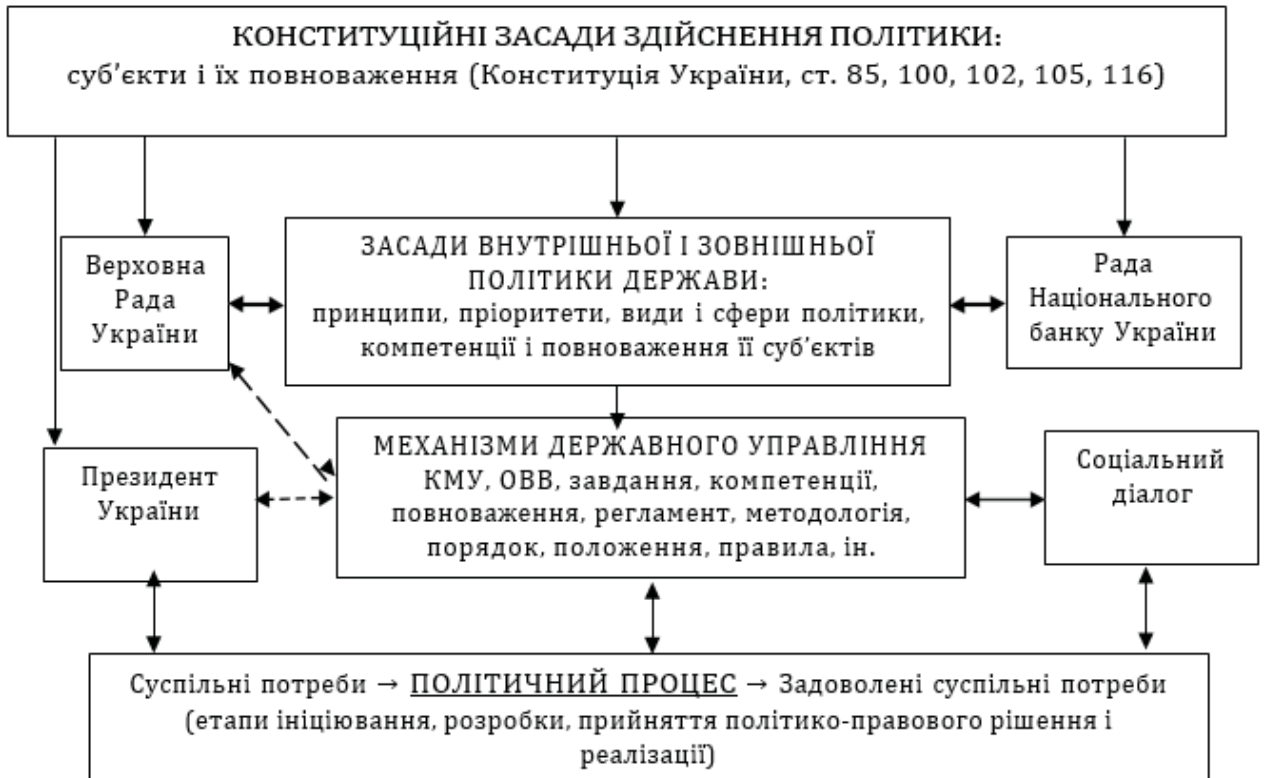 КОНСТИТУЦІЙНІ ЗАСАДИ ЗДІЙСНЕННЯ ПОЛІТИКИ:
суб’єкти і їх повноваження (Конституція України, ст. 85, 100, 102, 105, 116)
Верховна
Рада
України
ЗАСАДИ ВНУТРІШНЬОЇ І ЗОВНІШНЬОЇ
ПОЛІТИКИ ДЕРЖАВИ:
принципи, пріоритети, види і сфери політики,
компетенції і повноваження її суб’єктів
Рада
Національного
банку України
Президент
України
МЕХАНІЗМИ ДЕРЖАВНОГО УПРАВЛІННЯ
КМУ, ОВВ, завдання, компетенції,
повноваження, регламент, методологія,
порядок, положення, правила, ін.
Соціальний
діалог
Суспільні потреби → ПОЛІТИЧНИЙ ПРОЦЕС → Задоволені суспільні потреби
(етапи ініціювання, розробки, прийняття політико-правового рішення і
реалізації)